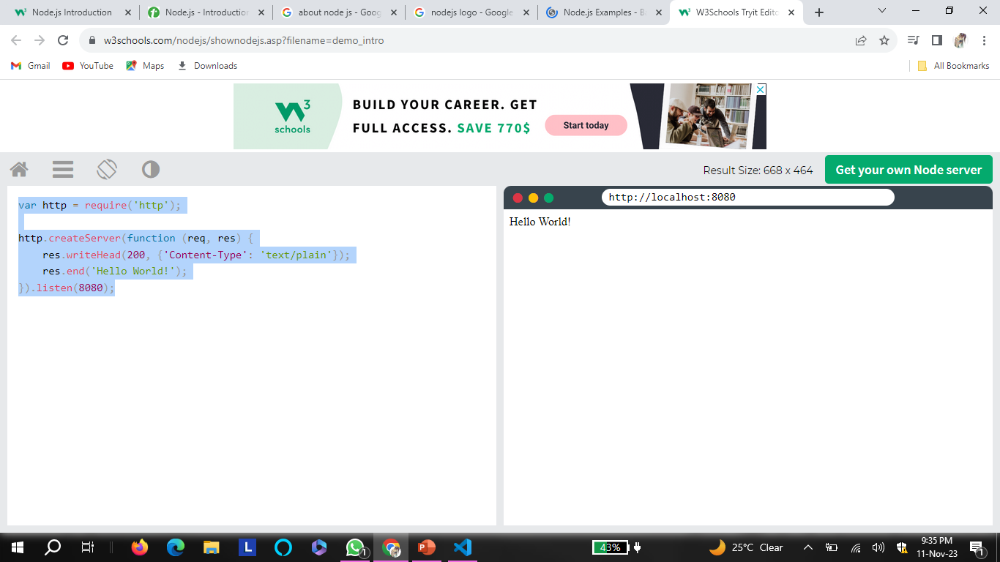 Node.js Introduction
Node.js - Introduction
about node js - Goog
nodejs logo - Google
Node.js Examples - Ba
W3Schools Tryit Edito
w3schools.com/nodejs/shownodejs.asp?filename=demo_intro
Gmail
YouTube
Maps
Downloads
All Bookmarks
W3
schools
BUILD YOUR CAREER. GET
FULL ACCESS. SAVE 770$
Start today
Result Size: 668 x 464
Get your own Node server
var http = require('http');
http.createServer(function (req, res) {
    res.writeHead(200, {'Content-Type': 'text/plain'});
    res.end('Hello World!');
}).listen(8080);
http://localhost:8080
Hello World!
L
1
43%
25°C Clear
9:35 PM
11-Nov-23
1